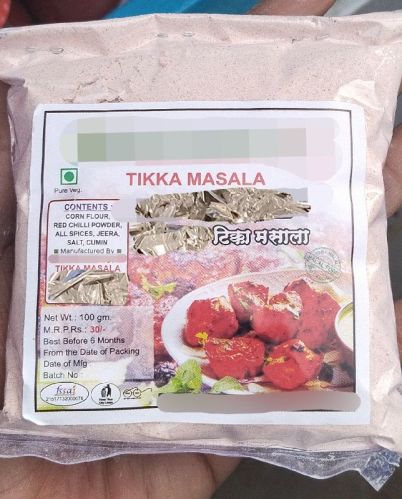 TIKKA MASALA
टिका मसाला
Pure Veg.
CONTENTS
CORN FLOUR,
RED CHILLI POWDER,
ALL SPICES, JEERA,
SALT, CUMIN
Manufactured By
TIKKA MASALA
Net Wt.: 100 gm.
M.R.P.Rs.: 30/-
Best Before 6 Months
From the Date of Packing
Date of Mfg
Batch No
fssai